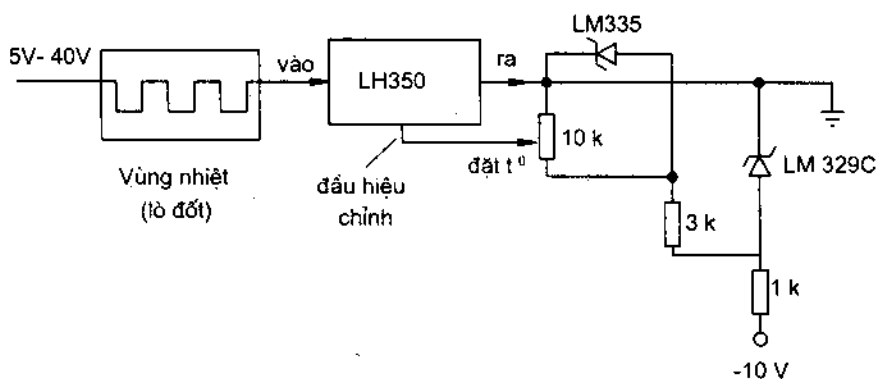 LM335
5V- 40V
vào
LH350
ra
10 k
đặt t⁰
LM 329C
Vùng nhiệt
(lò đốt)
đầu hiệu
chỉnh
3 k
1 k
-10 V